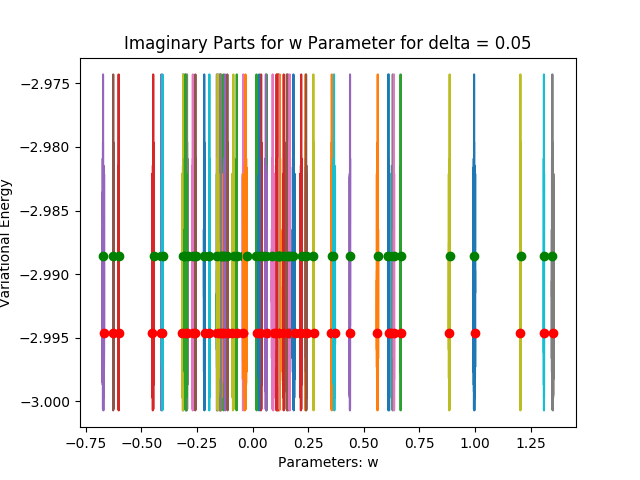 Imaginary Parts for w Parameter for delta = 0.05
Variational Energy
−2.975
−2.980
−2.985
−2.990
−2.995
−3.000
−0.75 −0.50 −0.25 0.00 0.25 0.50 0.75 1.00 1.25
Parameters: w